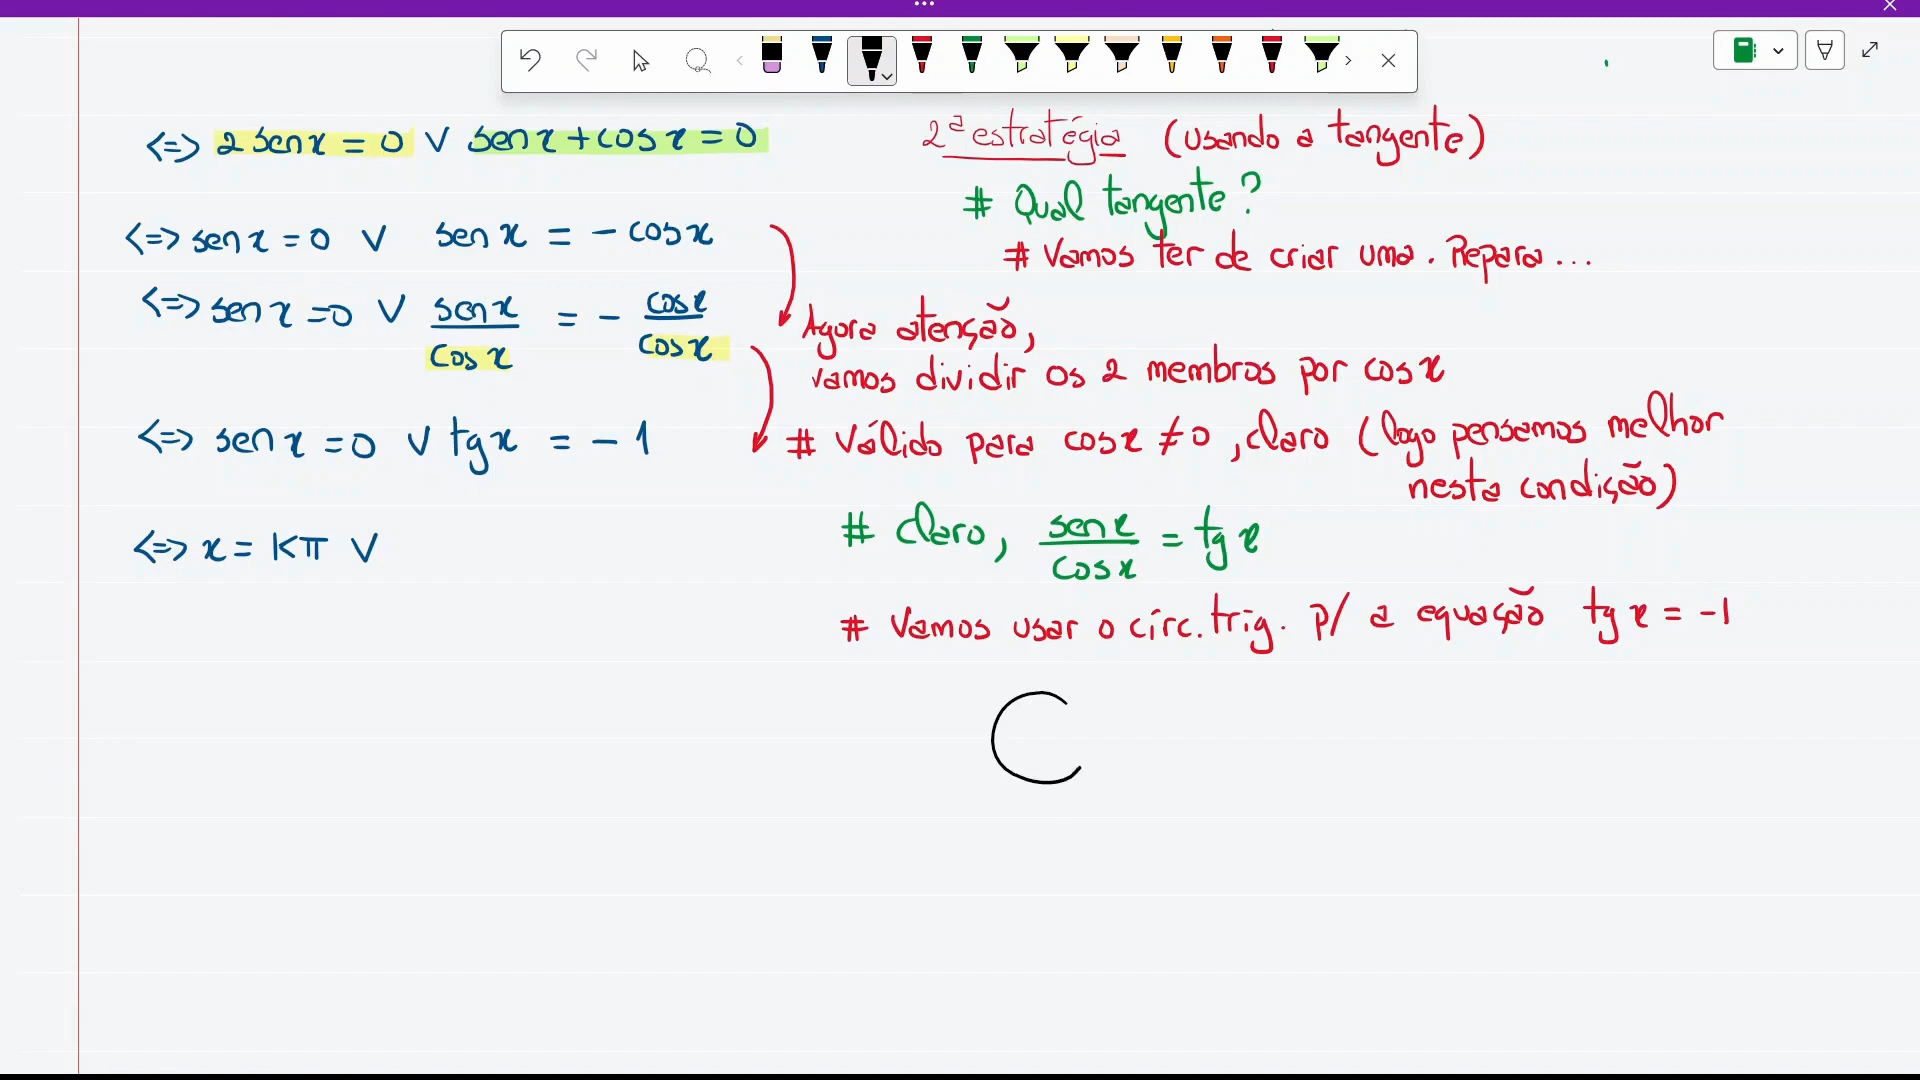 <=> 2 sen x = 0 ∨ sen x + cos x = 0
<=> sen x = 0 ∨ sen x = - cos x
<=> sen x = 0 ∨ sen x / cos x = - cos x / cos x
<=> sen x = 0 ∨ tg x = - 1
<=> x = kπ ∨
2ª estratégia (usando a tangente)
# Qual tangente?
# Vamos ter de criar uma. Repara...
Agora atenção,
vamos dividir os 2 membros por cos x
# Válido para cos x ≠ 0, claro (logo pensamos melhor
nesta condição)
# Claro, sen x / cos x = tg x
# Vamos usar o círc. trig. p/ a equação tg x = -1